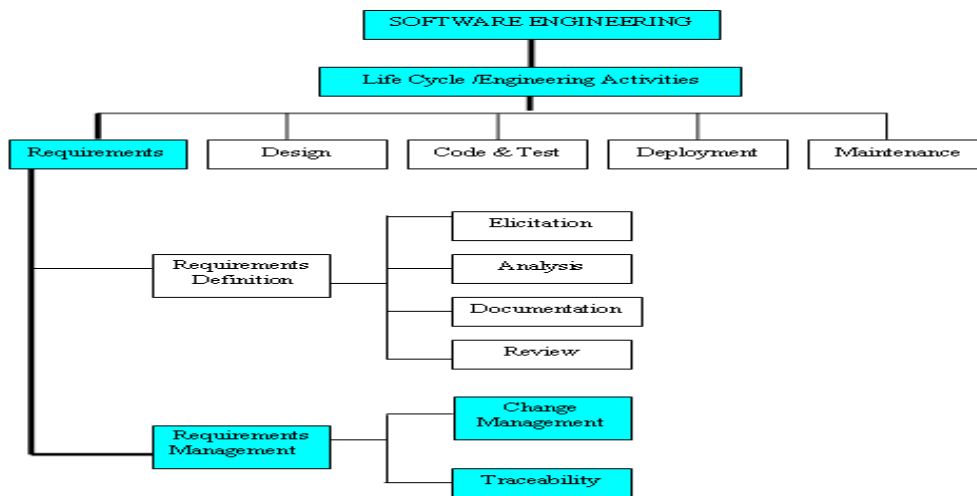 SOFTWARE ENGINEERING
Life Cycle /Engineering Activities
Requirements
Design
Code & Test
Deployment
Maintenance
Requirements
Definition
Elicitation
Analysis
Documentation
Review
Requirements
Management
Change
Management
Traceability